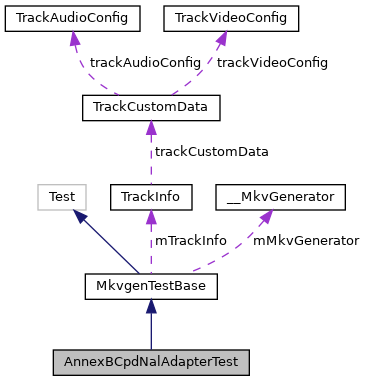 TrackAudioConfig
TrackVideoConfig
trackAudioConfig
trackVideoConfig
TrackCustomData
trackCustomData
Test
TrackInfo
__MkvGenerator
mTrackInfo
mMkvGenerator
MkvgenTestBase
AnnexBCpdNalAdapterTest